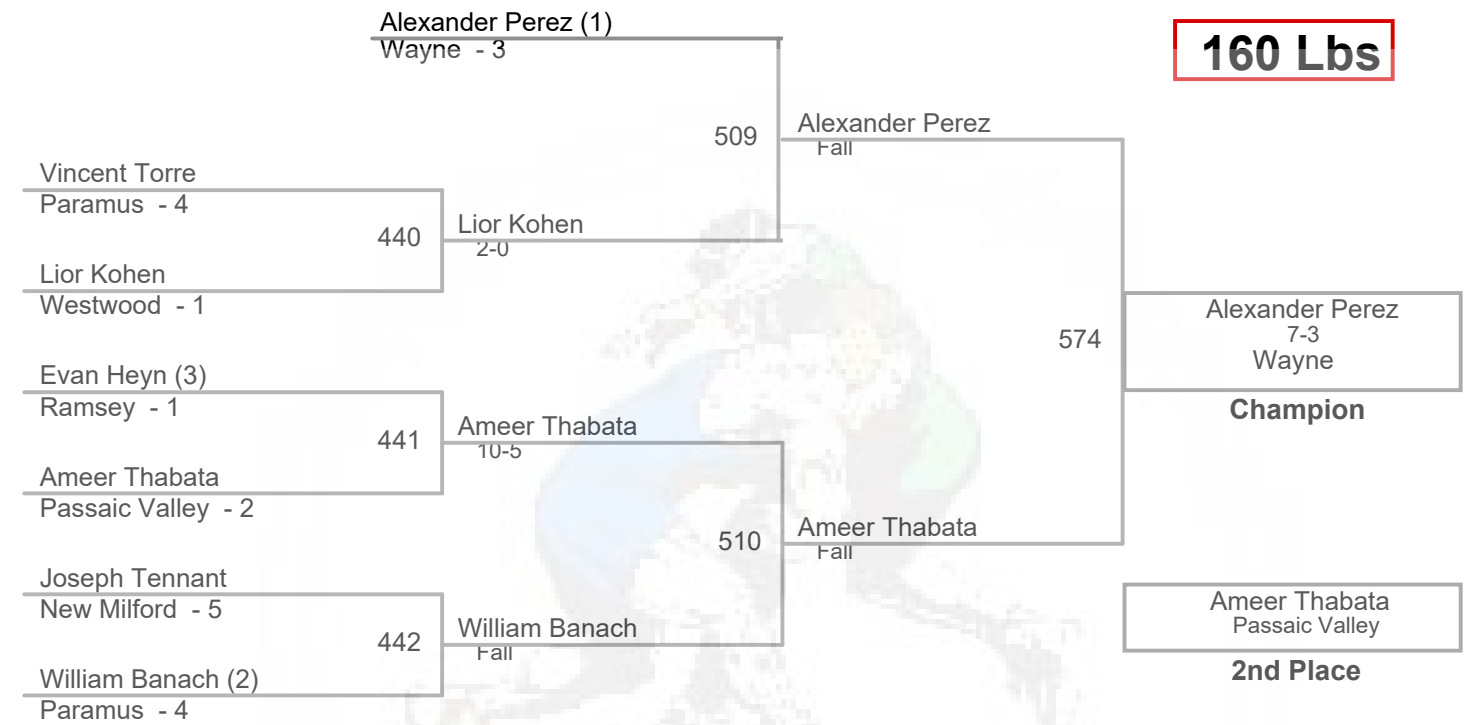 Alexander Perez (1)
Wayne - 3
160 Lbs
509
Alexander Perez
Fall
Vincent Torre
Paramus - 4
440
Lior Kohen
2-0
Lior Kohen
Westwood - 1
574
Alexander Perez
7-3
Wayne
Champion
Evan Heyn (3)
Ramsey - 1
441
Ameer Thabata
10-5
Ameer Thabata
Passaic Valley - 2
510
Ameer Thabata
Fall
Joseph Tennant
New Milford - 5
442
William Banach
Fall
William Banach (2)
Paramus - 4
Ameer Thabata
Passaic Valley
2nd Place